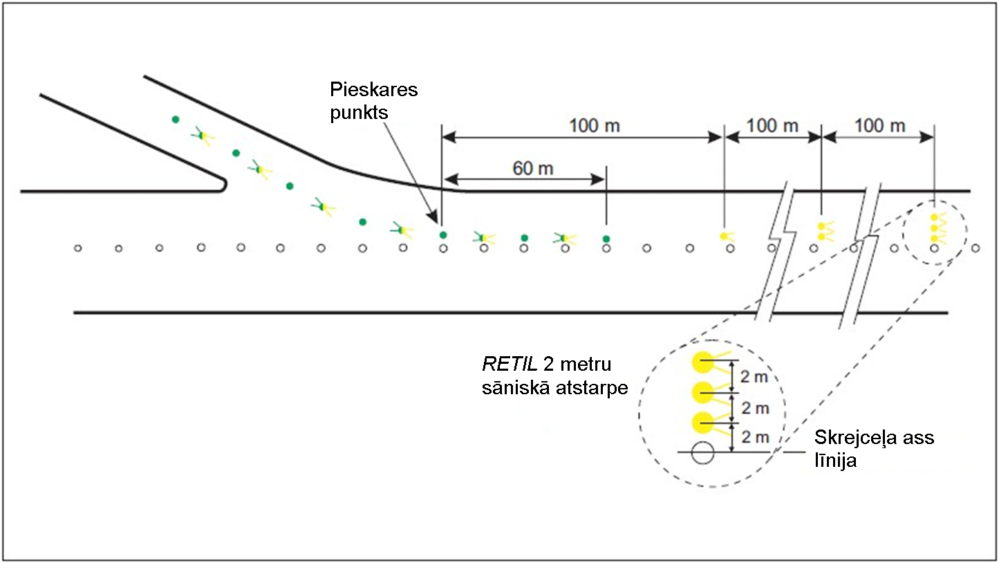 Pieskares
punkts
100 m
100 m
100 m
60 m
RETIL 2 metru
sāniskā atstarpe
2 m
2 m
2 m
Skrejceļa ass
līnija